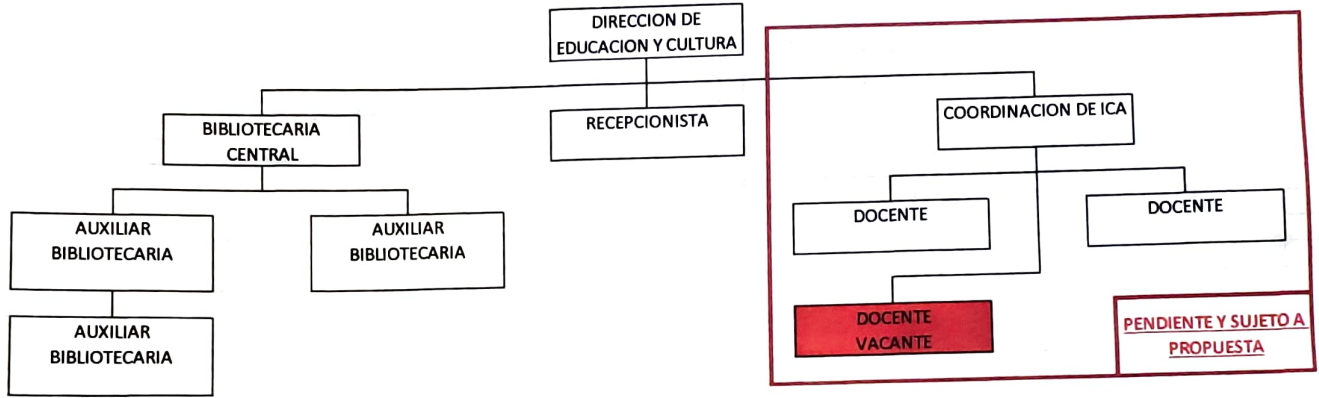 DIRECCION DE
EDUCACION Y CULTURA
BIBLIOTECARIA
CENTRAL
RECEPCIONISTA
COORDINACION DE ICA
AUXILIAR
BIBLIOTECARIA
AUXILIAR
BIBLIOTECARIA
DOCENTE
DOCENTE
AUXILIAR
BIBLIOTECARIA
DOCENTE
VACANTE
PENDIENTE Y SUJETO A
PROPUESTA